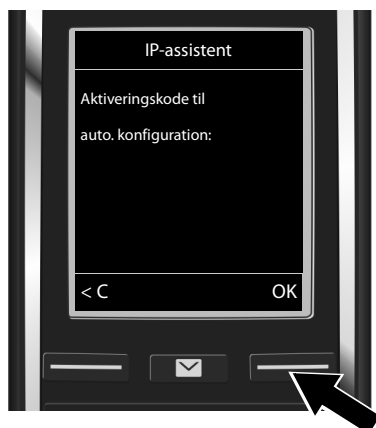 IP-assistent
Aktiveringskode til
auto. konfiguration:
< C OK